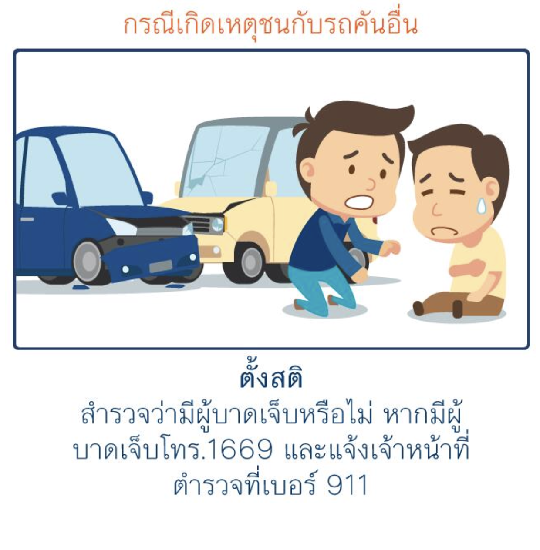 กรณีเกิดเหตุชนกับรถคันอื่น
ตั้งสติ
สำรวจว่ามีผู้บาดเจ็บหรือไม่ หากมีผู้
บาดเจ็บโทร.1669 และแจ้งเจ้าหน้าที่
ตำรวจที่เบอร์ 911